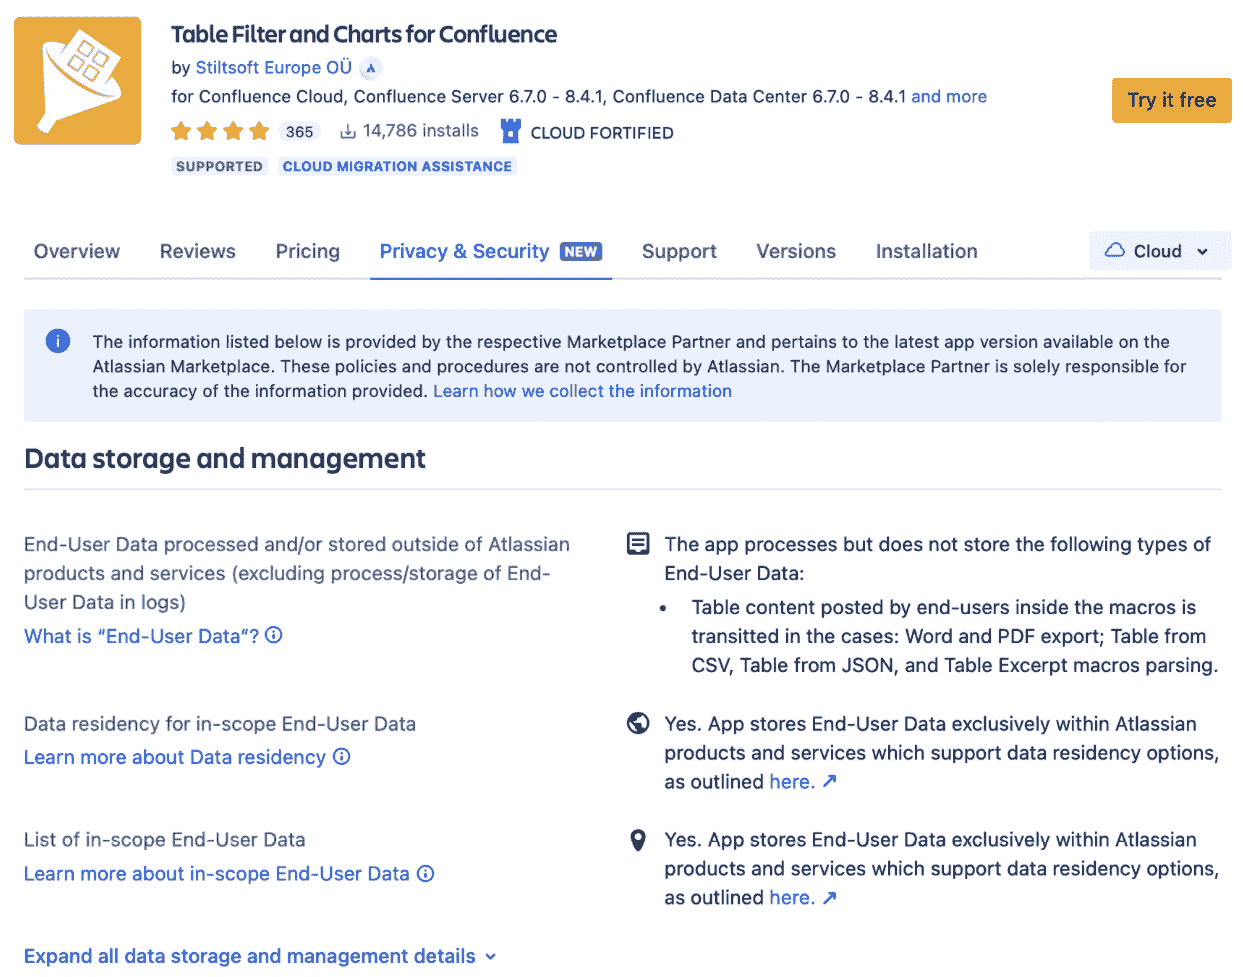 Table Filter and Charts for Confluence
by Stiltsoft Europe OÜ
for Confluence Cloud, Confluence Server 6.7.0 - 8.4.1, Confluence Data Center 6.7.0 - 8.4.1 and more
Try it free
365 14,786 installs CLOUD FORTIFIED
SUPPORTED CLOUD MIGRATION ASSISTANCE
Overview Reviews Pricing Privacy & Security NEW Support Versions Installation Cloud
The information listed below is provided by the respective Marketplace Partner and pertains to the latest app version available on the
Atlassian Marketplace. These policies and procedures are not controlled by Atlassian. The Marketplace Partner is solely responsible for
the accuracy of the information provided. Learn how we collect the information
Data storage and management
End-User Data processed and/or stored outside of Atlassian
products and services (excluding process/storage of End-
User Data in logs)
What is “End-User Data”?
The app processes but does not store the following types of
End-User Data:
• Table content posted by end-users inside the macros is
transitted in the cases: Word and PDF export; Table from
CSV, Table from JSON, and Table Excerpt macros parsing.
Data residency for in-scope End-User Data
Learn more about Data residency
Yes. App stores End-User Data exclusively within Atlassian
products and services which support data residency options,
as outlined here.
List of in-scope End-User Data
Learn more about in-scope End-User Data
Yes. App stores End-User Data exclusively within Atlassian
products and services which support data residency options,
as outlined here.
Expand all data storage and management details